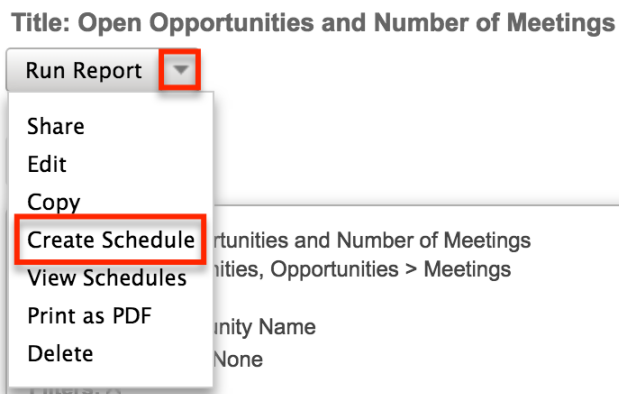 Title: Open Opportunities and Number of Meetings
Run Report
Share
Edit
Copy
Create Schedule
rtunities and Number of Meetings
View Schedules
nities, Opportunities > Meetings
Print as PDF
unity Name
Delete
None